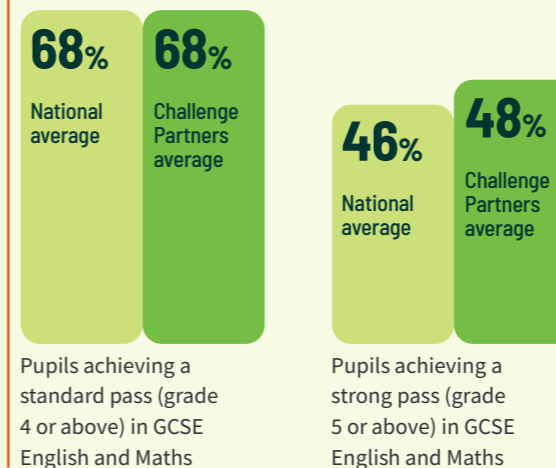 68%
National
average
68%
Challenge
Partners
average
Pupils achieving a
standard pass (grade
4 or above) in GCSE
English and Maths
46%
National
average
48%
Challenge
Partners
average
Pupils achieving a
strong pass (grade
5 or above) in GCSE
English and Maths